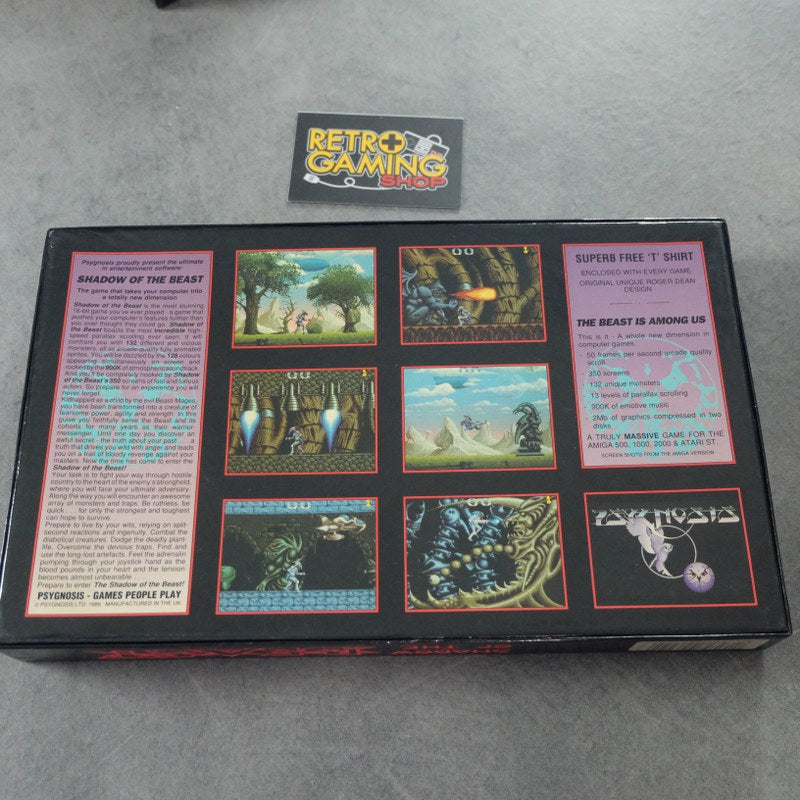 RETRO
GAMING
SHOP
Psygnosis proudly present the ultimate
in entertainment software:
SHADOW OF THE BEAST
The game that takes your computer into
a totally new dimension
Shadow of the Beast is the most stunning
16-bit game you've ever played - a game that
pushes your computer's features further than
you ever thought they could go. Shadow of
the Beast boasts the most incredible high
speed parallax scrolling ever seen. It will
confront you with 132 different and vicious
monsters, all of arcade-quality fully animated
sprites. You will be dazzled by the 128 colours
appearing simultaneously on screen and
rocked by the 900K of atmospheric soundtrack.
And you'll be completely hooked by Shadow
of the Beast's 350 screens of fast and furious
action. So prepare for an experience you will
never forget.
Kidnapped as a child by the evil Beast-Mages,
you have been transformed into a creature of
fearsome power, agility and strength. In this
guise you faithfully serve the Beast and its
cohorts for many years as their warrior-
messenger. Until one day you discover an
awful secret - the truth about your past . . . a
truth that drives you wild with anger and leads
you on a trail of bloody revenge against your
masters. Now the time has come to enter the
Shadow of the Beast!
Your task is to fight your way through hostile
country to the heart of the enemy's stronghold,
where you will face your ultimate adversary.
Along the way you will encounter an awesome
array of monsters and traps. Be ruthless, be
quick . . . for only the strongest and toughest
can hope to survive.
Prepare to live by your wits, relying on split-
second reactions and ingenuity. Combat the
diabolical creatures. Dodge the deadly plant-
life. Overcome the devious traps. Find and
use the long lost artefacts. Feel the adrenalin
pumping through your joystick hand as the
blood pounds in your heart and the tension
becomes almost unbearable . . .
Prepare to enter The Shadow of the Beast!
PSYGNOSIS - GAMES PEOPLE PLAY
© PSYGNOSIS LTD. 1989. MANUFACTURED IN THE UK.
SUPERB FREE 'T' SHIRT
ENCLOSED WITH EVERY GAME
ORIGINAL UNIQUE ROGER DEAN
DESIGN
THE BEAST IS AMONG US
This is it - A whole new dimension in
computer games.
· 50 frames per second arcade quality
scroll
· 350 screens
· 132 unique monsters
· 13 levels of parallax scrolling
· 900K of emotive music
· 2Mb of graphics compressed in two
disks
A TRULY MASSIVE GAME FOR THE
AMIGA 500, 1000, 2000 & ATARI ST.
SCREEN SHOTS FROM THE AMIGA VERSION
PSYGNOSIS
SHADOW OF THE BEAST